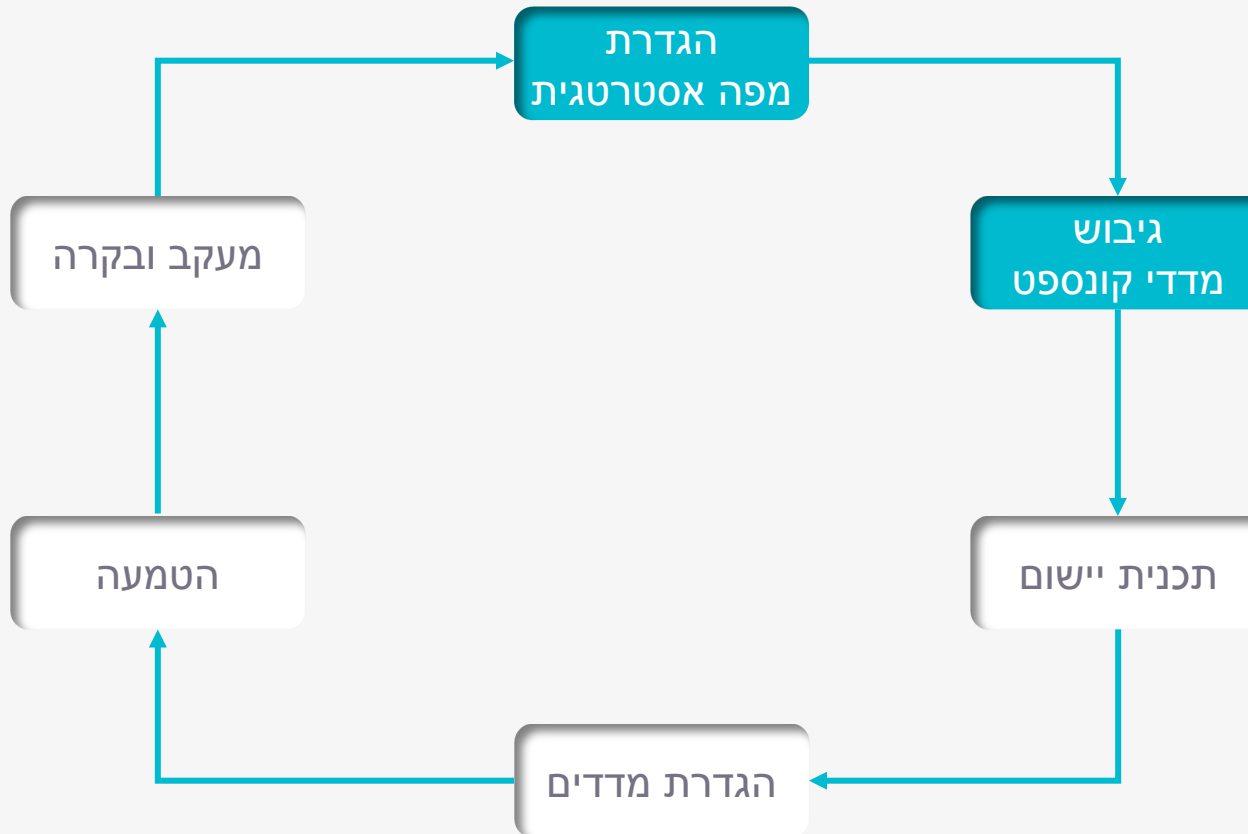 הגדרת
מפה אסטרטגית
גיבוש
מדדי קונספט
תכנית יישום
הגדרת מדדים
הטמעה
מעקב ובקרה